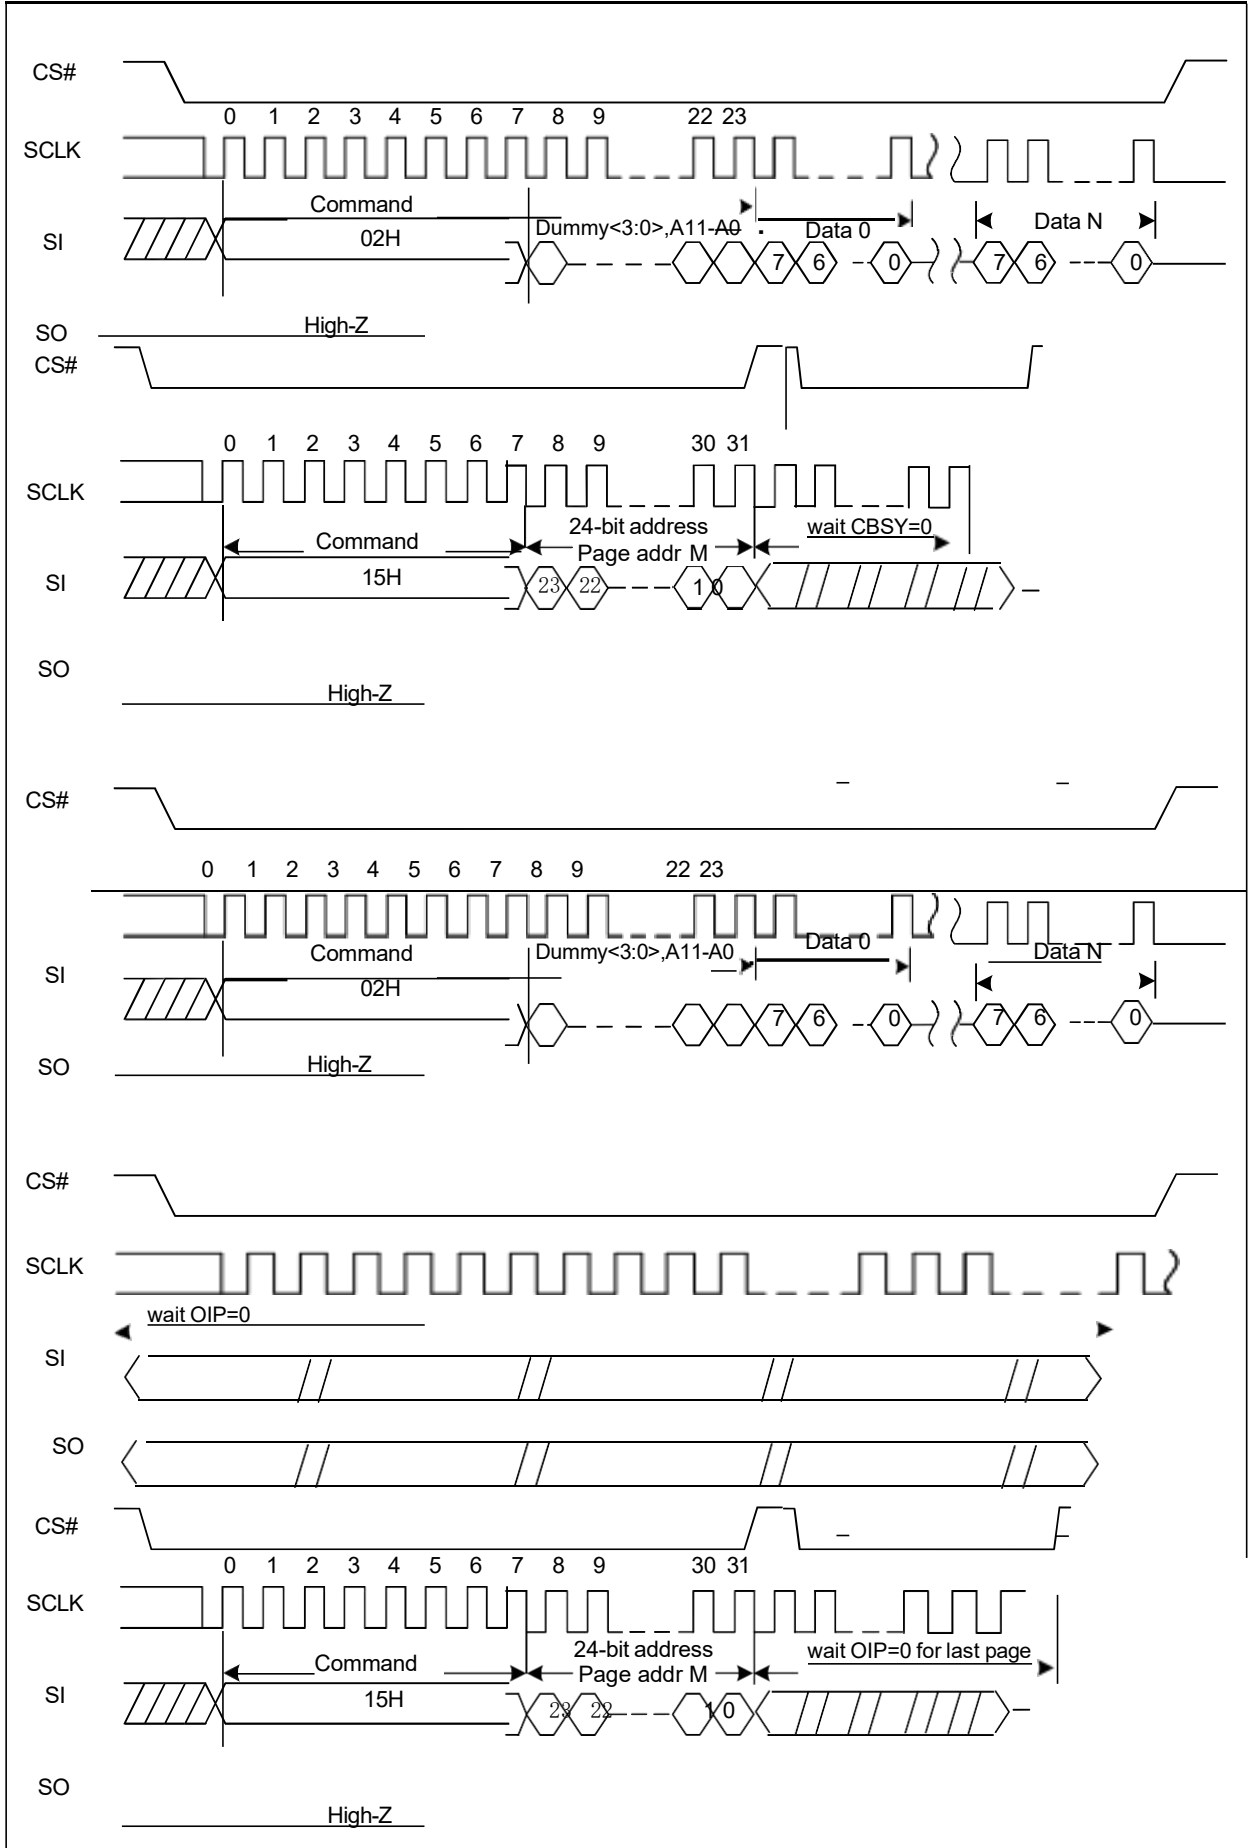 CS#
0 1 2 3 4 5 6 7 8 9 22 23
SCLK
Command
Dummy<3:0>,A11-A0 Data 0 Data N
SI 02H
7 6 0 7 6 0
SO High-Z
CS#
0 1 2 3 4 5 6 7 8 9 30 31
SCLK
24-bit address wait CBSY=0
Command Page addr M
SI 15H 23 22 1 0
SO
High-Z
CS#
0 1 2 3 4 5 6 7 8 9 22 23
Command Dummy<3:0>,A11-A0 Data 0 Data N
SI
02H
7 6 0 7 6 0
SO High-Z
CS#
SCLK
wait OIP=0
SI
SO
CS#
0 1 2 3 4 5 6 7 8 9 30 31
SCLK
24-bit address wait OIP=0 for last page
Command Page addr M
SI 15H 23 22 1 0
SO
High-Z